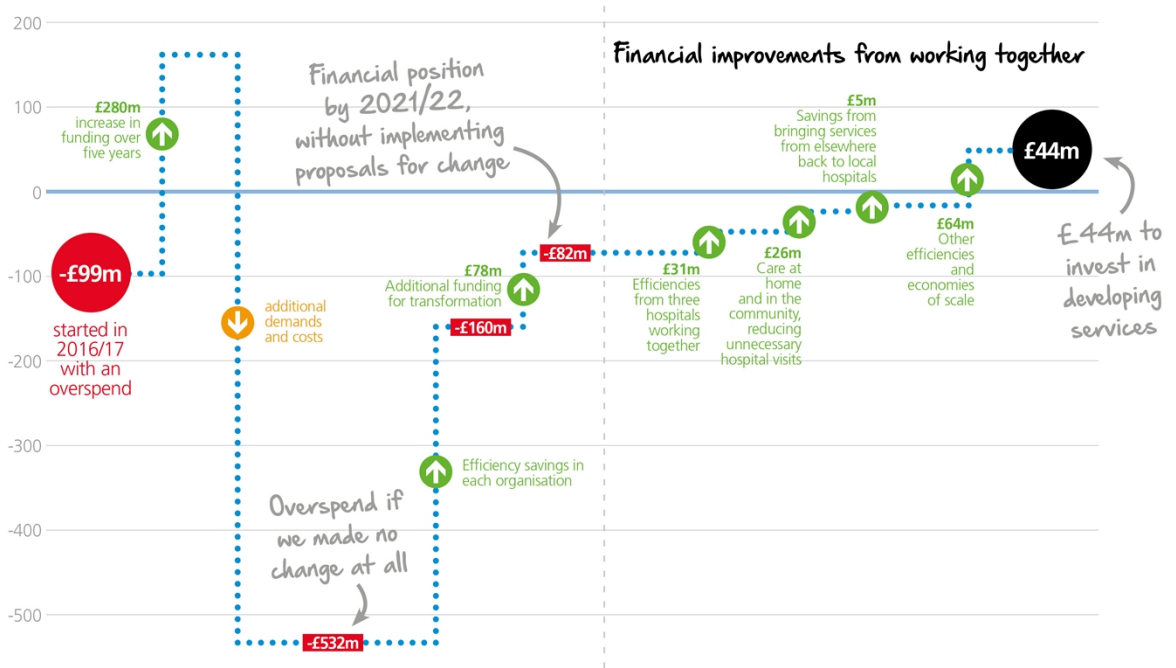 200
100
0
-100
-200
-300
-400
-500
-£99m
started in
2016/17
with an
overspend
£280m
increase in
funding over
five years
additional
demands
and costs
Overspend if
we made no
change at all
-£532m
Efficiency savings in
each organisation
-£160m
£78m
Additional funding
for transformation
Financial position
by 2021/22,
without implementing
proposals for change
-£82m
Financial improvements from working together
£31m
Efficiencies
from three
hospitals
working
together
£26m
Care at
home
and in the
community,
reducing
unnecessary
hospital visits
£5m
Savings from
bringing services
from elsewhere
back to local
hospitals
£64m
Other
efficiencies
and
economies
of scale
£44m
£44m to
invest in
developing
services